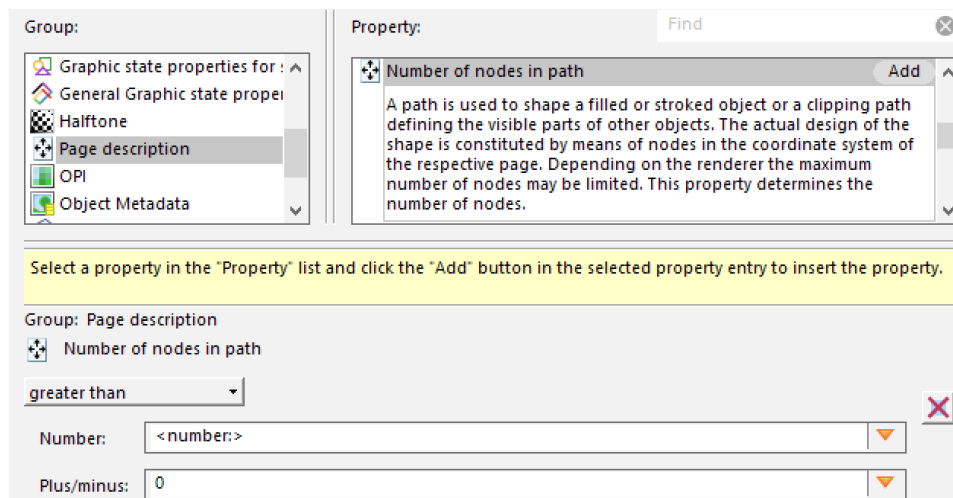 Group:
Property:
Find
Graphic state properties for s
General Graphic state proper
Halftone
Page description
OPI
Object Metadata
Number of nodes in path
Add
A path is used to shape a filled or stroked object or a clipping path
defining the visible parts of other objects. The actual design of the
shape is constituted by means of nodes in the coordinate system of
the respective page. Depending on the renderer the maximum
number of nodes may be limited. This property determines the
number of nodes.
Select a property in the "Property" list and click the "Add" button in the selected property entry to insert the property.
Group: Page description
Number of nodes in path
greater than
Number: <number:>
Plus/minus: 0